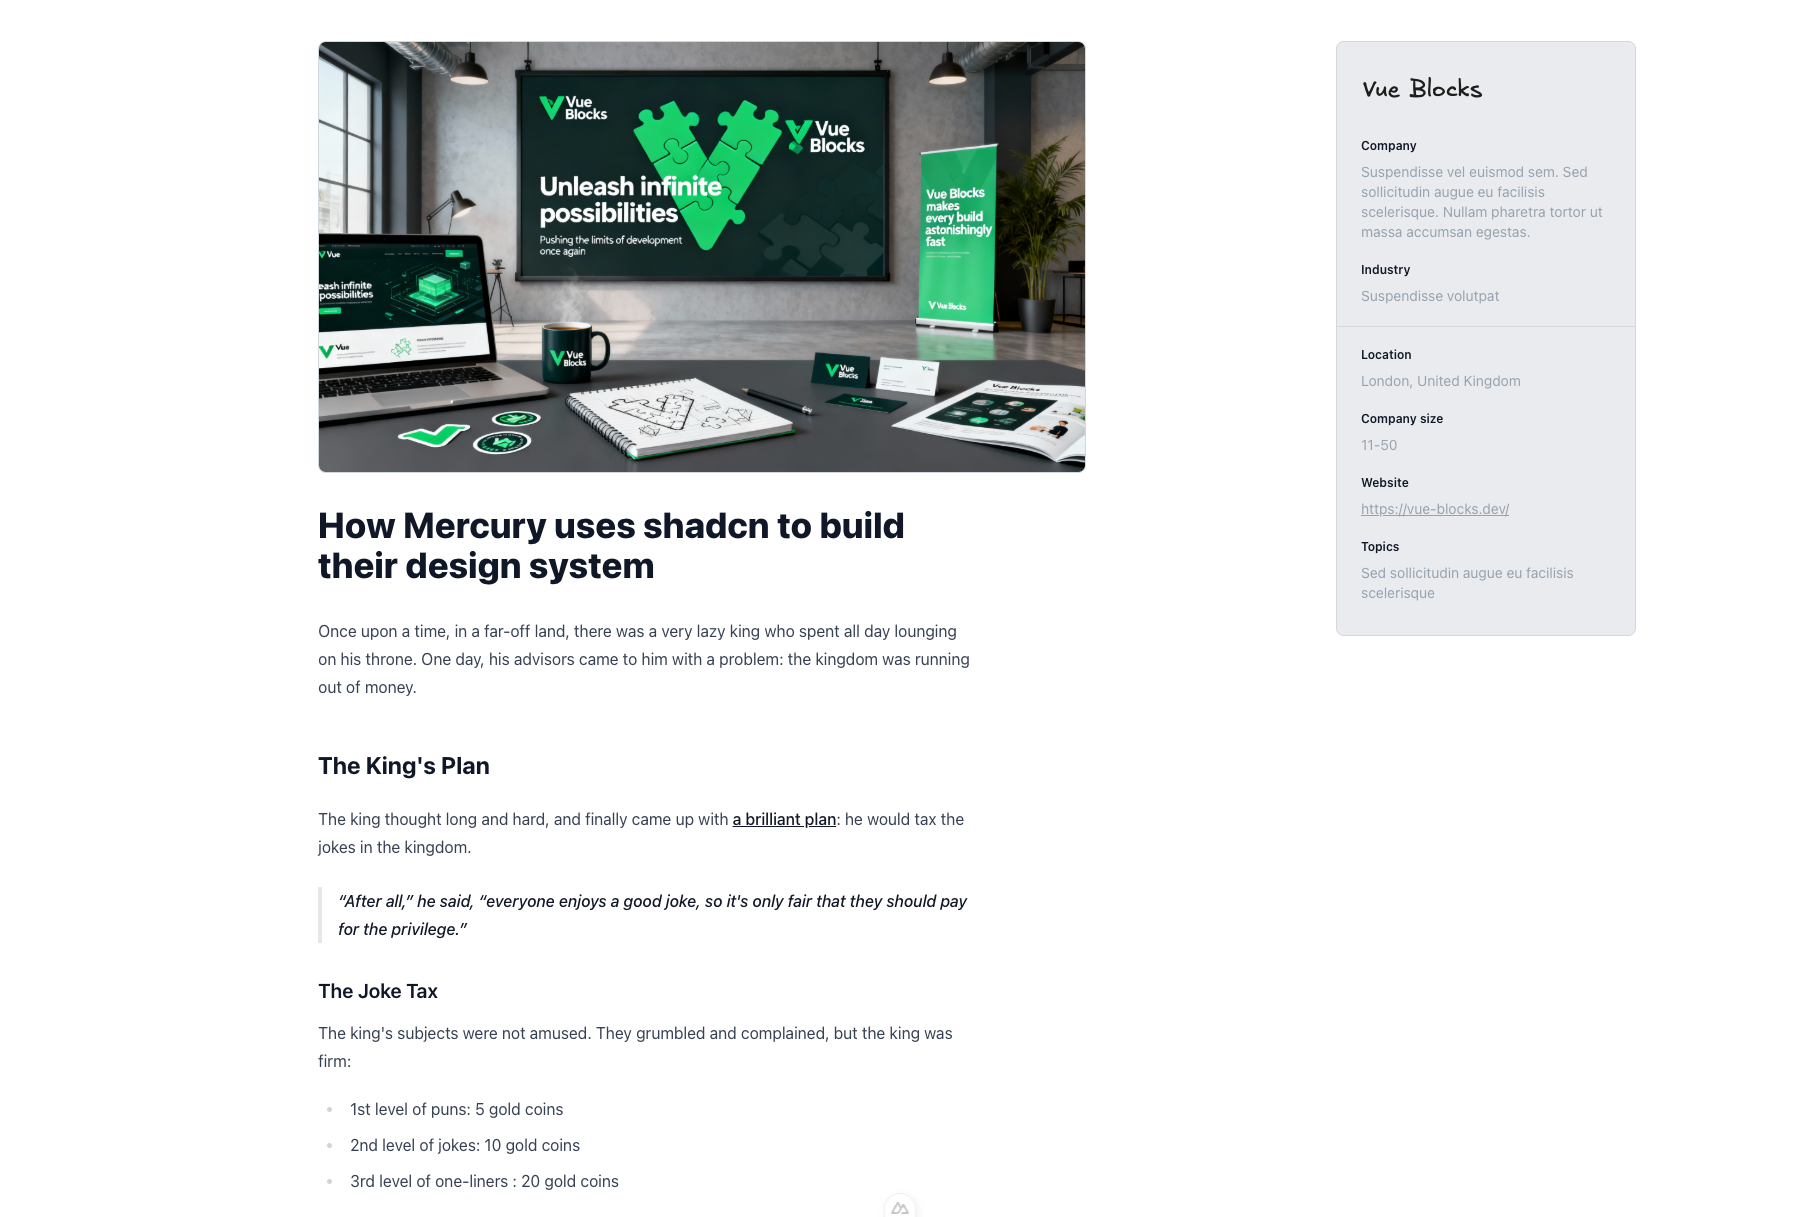 Vue
Blocks
Vue
Blocks
Unleash infinite
possibilities
Pushing the limits of development
once again
Vue Blocks
makes
every build
astonishingly
fast
Vue Blocks
Vue
possibilities
Vue
Vue
Blocks
Vue
Blocks
Vue Blocks
How Mercury uses shadcn to build
their design system
Once upon a time, in a far-off land, there was a very lazy king who spent all day lounging
on his throne. One day, his advisors came to him with a problem: the kingdom was running
out of money.
The King's Plan
The king thought long and hard, and finally came up with a brilliant plan: he would tax the
jokes in the kingdom.
“After all,” he said, “everyone enjoys a good joke, so it's only fair that they should pay
for the privilege.”
The Joke Tax
The king's subjects were not amused. They grumbled and complained, but the king was
firm:
1st level of puns: 5 gold coins
2nd level of jokes: 10 gold coins
3rd level of one-liners : 20 gold coins
Vue Blocks
Company
Suspendisse vel euismod sem. Sed
sollicitudin augue eu facilisis
scelerisque. Nullam pharetra tortor ut
massa accumsan egestas.
Industry
Suspendisse volutpat
Location
London, United Kingdom
Company size
11-50
Website
https://vue-blocks.dev/
Topics
Sed sollicitudin augue eu facilisis
scelerisque